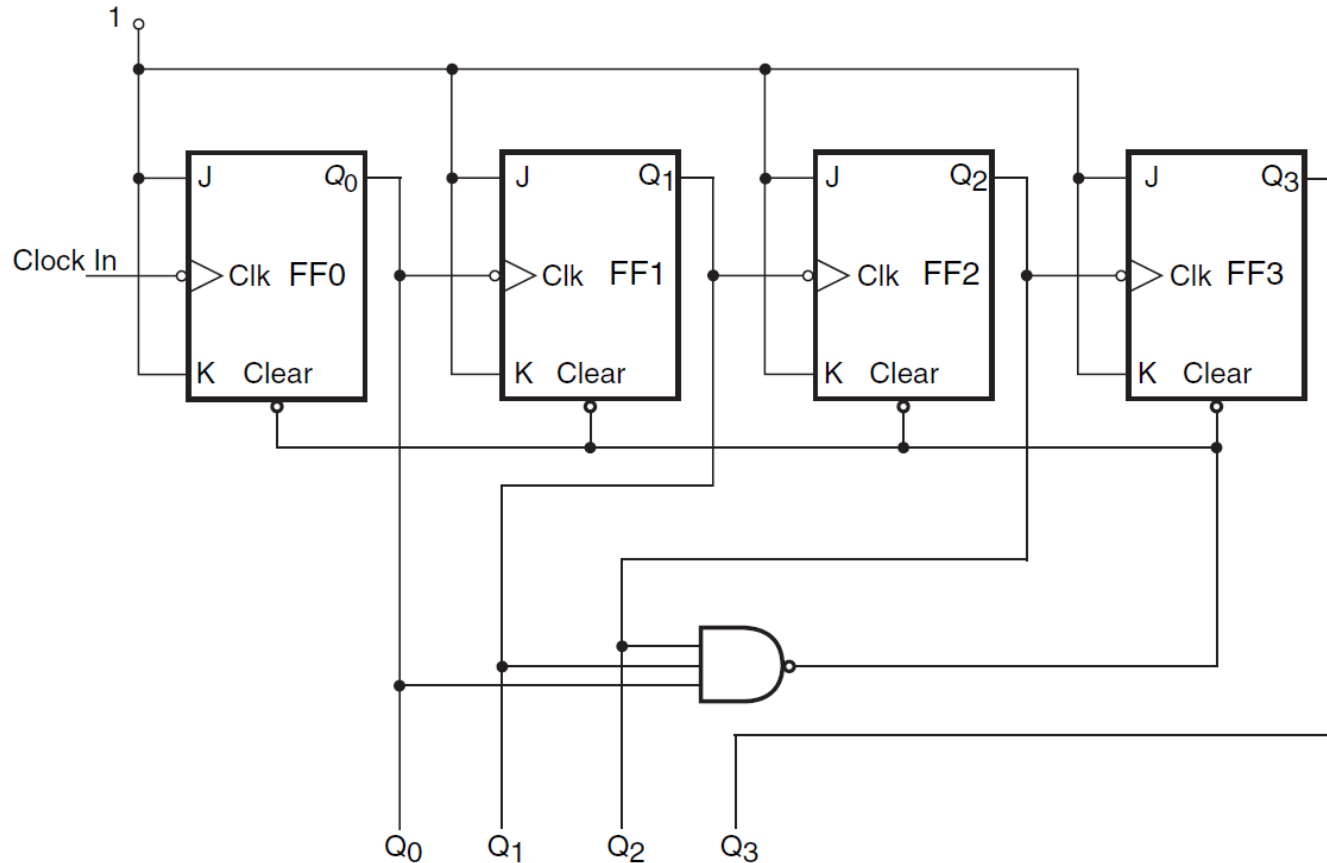 1
J Q0 J Q1 J Q2 J Q3
Clock In Clk FF0 Clk FF1 Clk FF2 Clk FF3
K Clear K Clear K Clear K Clear
Q0 Q1 Q2 Q3